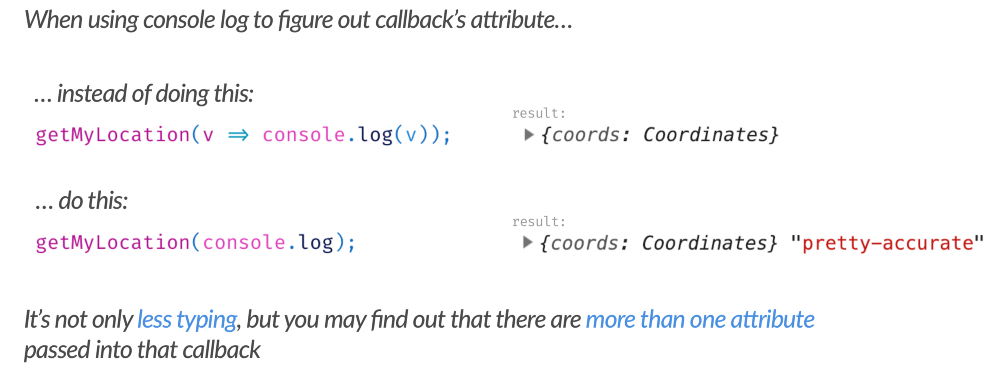 When using console log to figure out callback's attribute…
… instead of doing this:
result:
getMyLocation(v => console.log(v));
▶ {coords: Coordinates}
… do this:
result:
getMyLocation(console.log);
▶ {coords: Coordinates} "pretty-accurate"
It's not only less typing, but you may find out that there are more than one attribute
passed into that callback